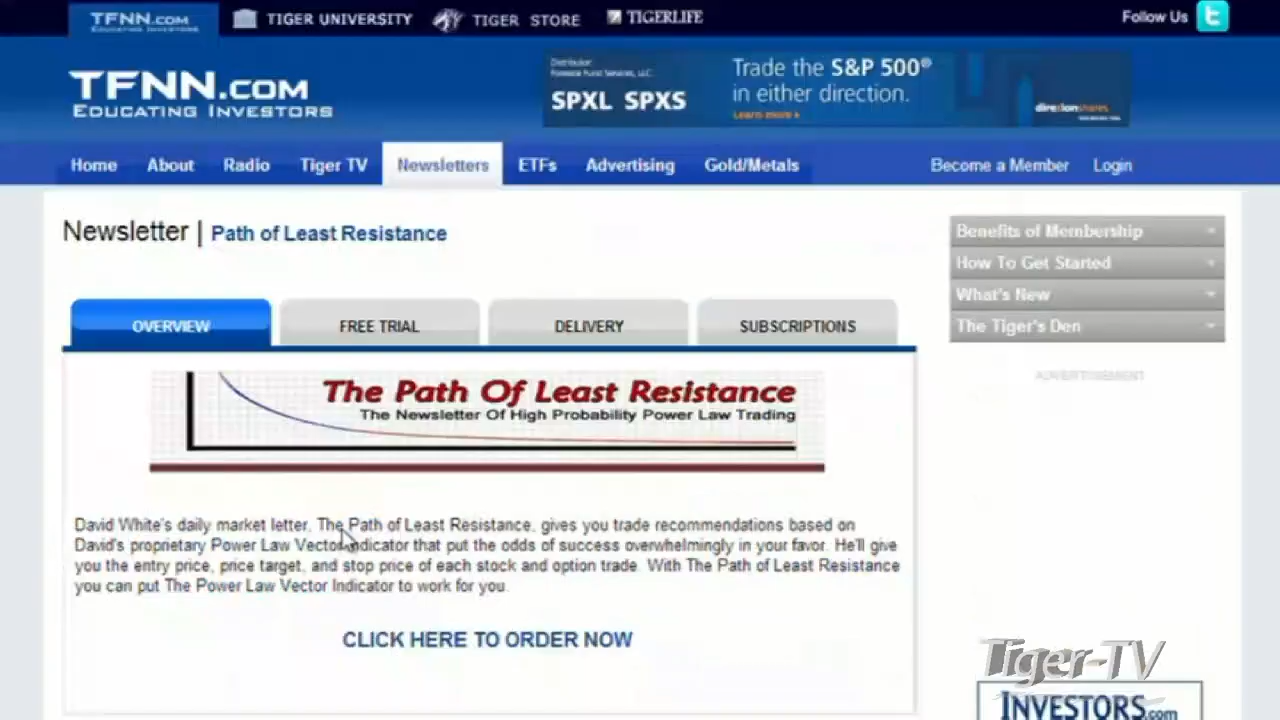 TFNN.COM
EDUCATING INVESTORS
TIGER UNIVERSITY
TIGER STORE
TIGERLIFE
Follow Us
TFNN.COM
EDUCATING INVESTORS
Distributor:
SPXL SPXS
Trade the S&P 500®
in either direction.
Learn more
direxionshares
Home About Radio Tiger TV Newsletters ETFs Advertising Gold/Metals Become a Member Login
Newsletter | Path of Least Resistance
Benefits of Membership
How To Get Started
What's New
The Tiger's Den
ADVERTISEMENT
OVERVIEW FREE TRIAL DELIVERY SUBSCRIPTIONS
The Path Of Least Resistance
The Newsletter Of High Probability Power Law Trading
David White's daily market letter, The Path of Least Resistance, gives you trade recommendations based on
David's proprietary Power Law Vector Indicator that put the odds of success overwhelmingly in your favor. He'll give
you the entry price, price target, and stop price of each stock and option trade. With The Path of Least Resistance
you can put The Power Law Vector Indicator to work for you.
CLICK HERE TO ORDER NOW
Tiger-TV
INVESTORS.com